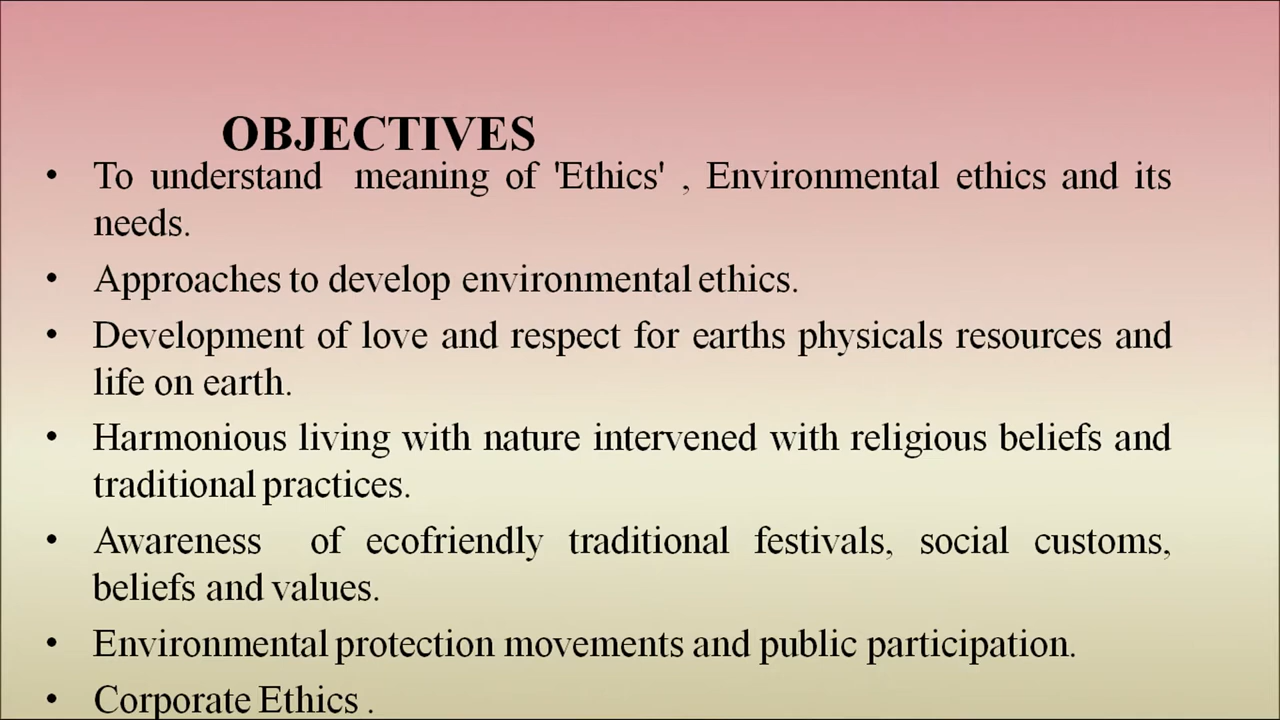 OBJECTIVES
• To understand meaning of 'Ethics' , Environmental ethics and its
needs.
• Approaches to develop environmental ethics.
• Development of love and respect for earths physicals resources and
life on earth.
• Harmonious living with nature intervened with religious beliefs and
traditional practices.
• Awareness of ecofriendly traditional festivals, social customs,
beliefs and values.
• Environmental protection movements and public participation.
• Corporate Ethics .